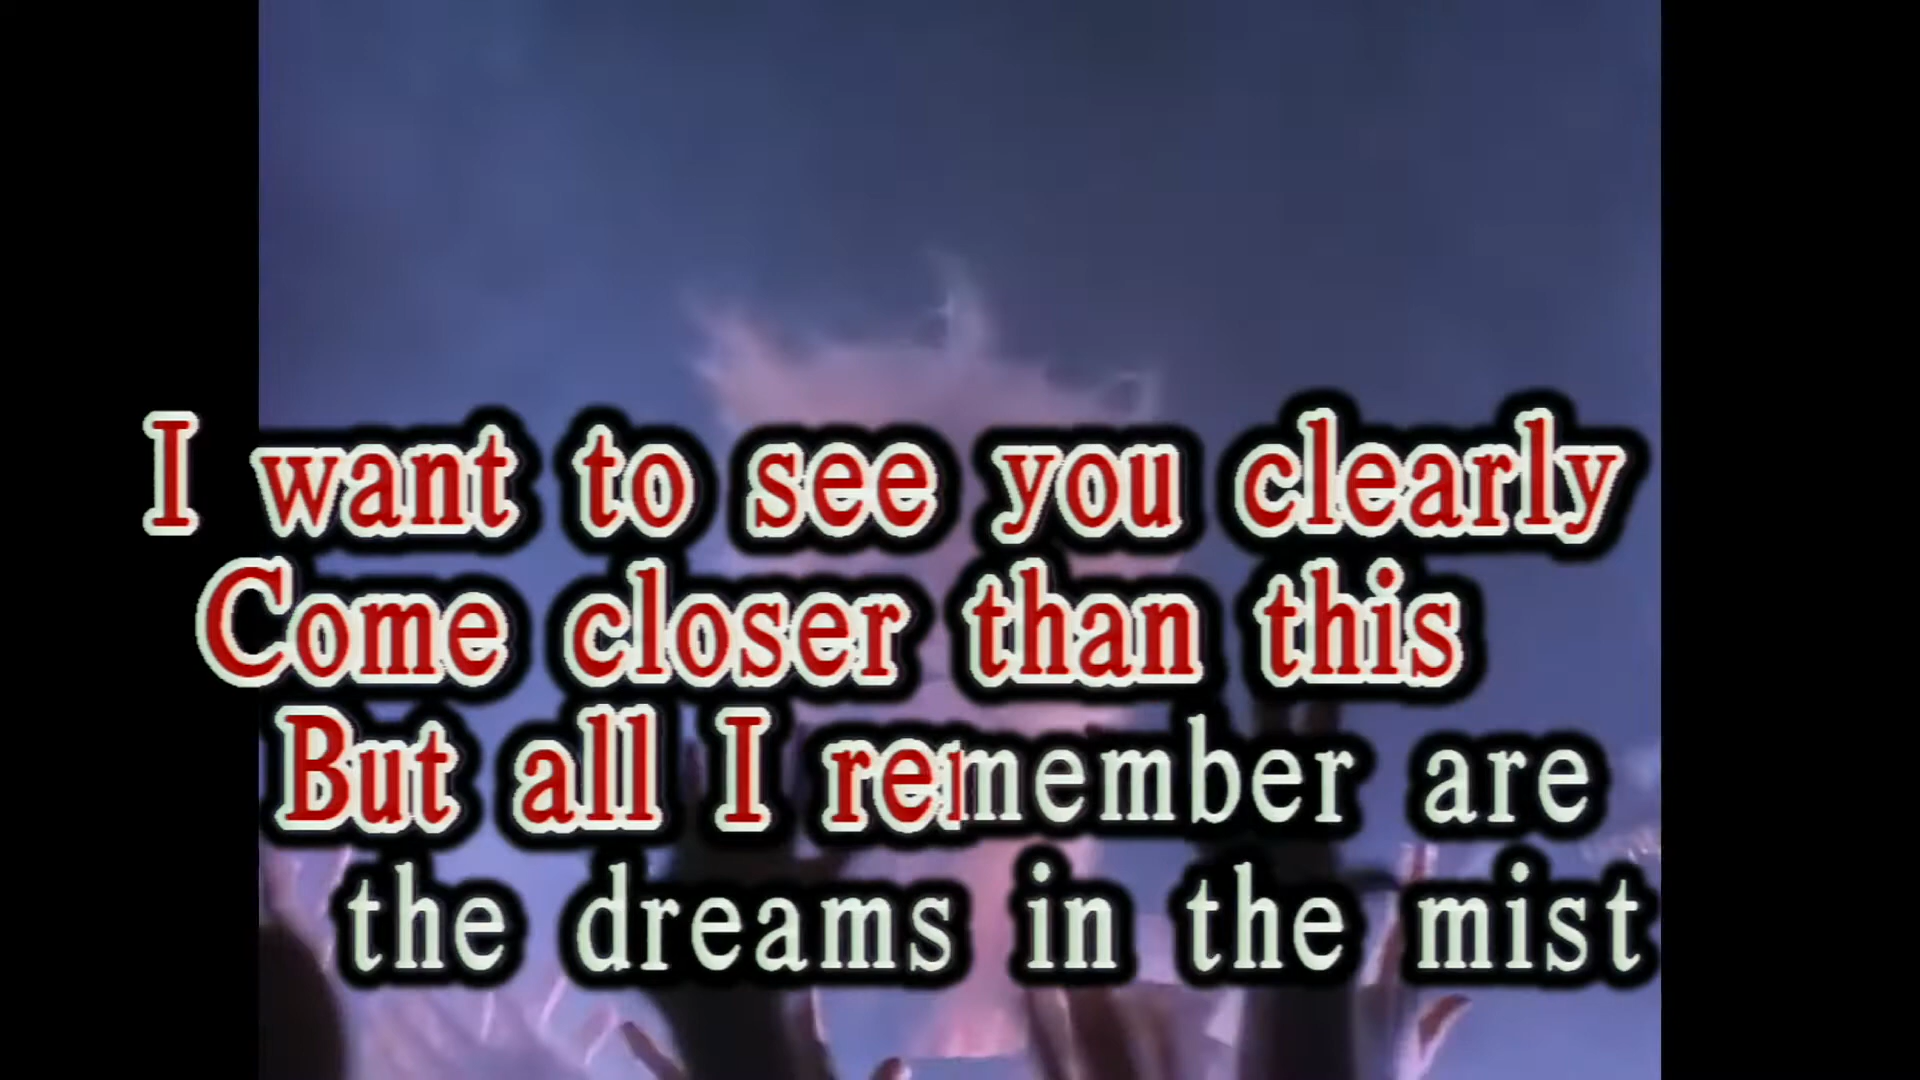 I want to see you clearly
Come closer than this
But all I remember are
the dreams in the mist